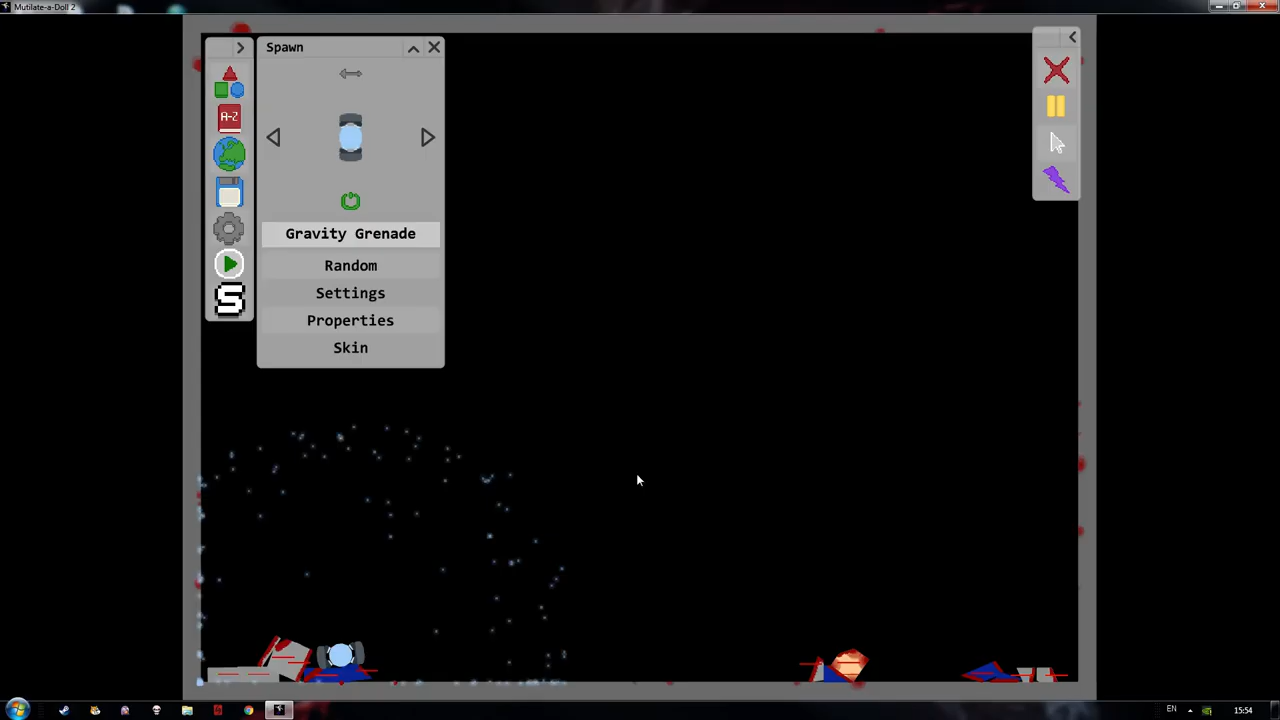 Mutilate-a-Doll 2
Spawn
A-Z
Gravity Grenade
Random
Settings
Properties
Skin
S
EN
15:54